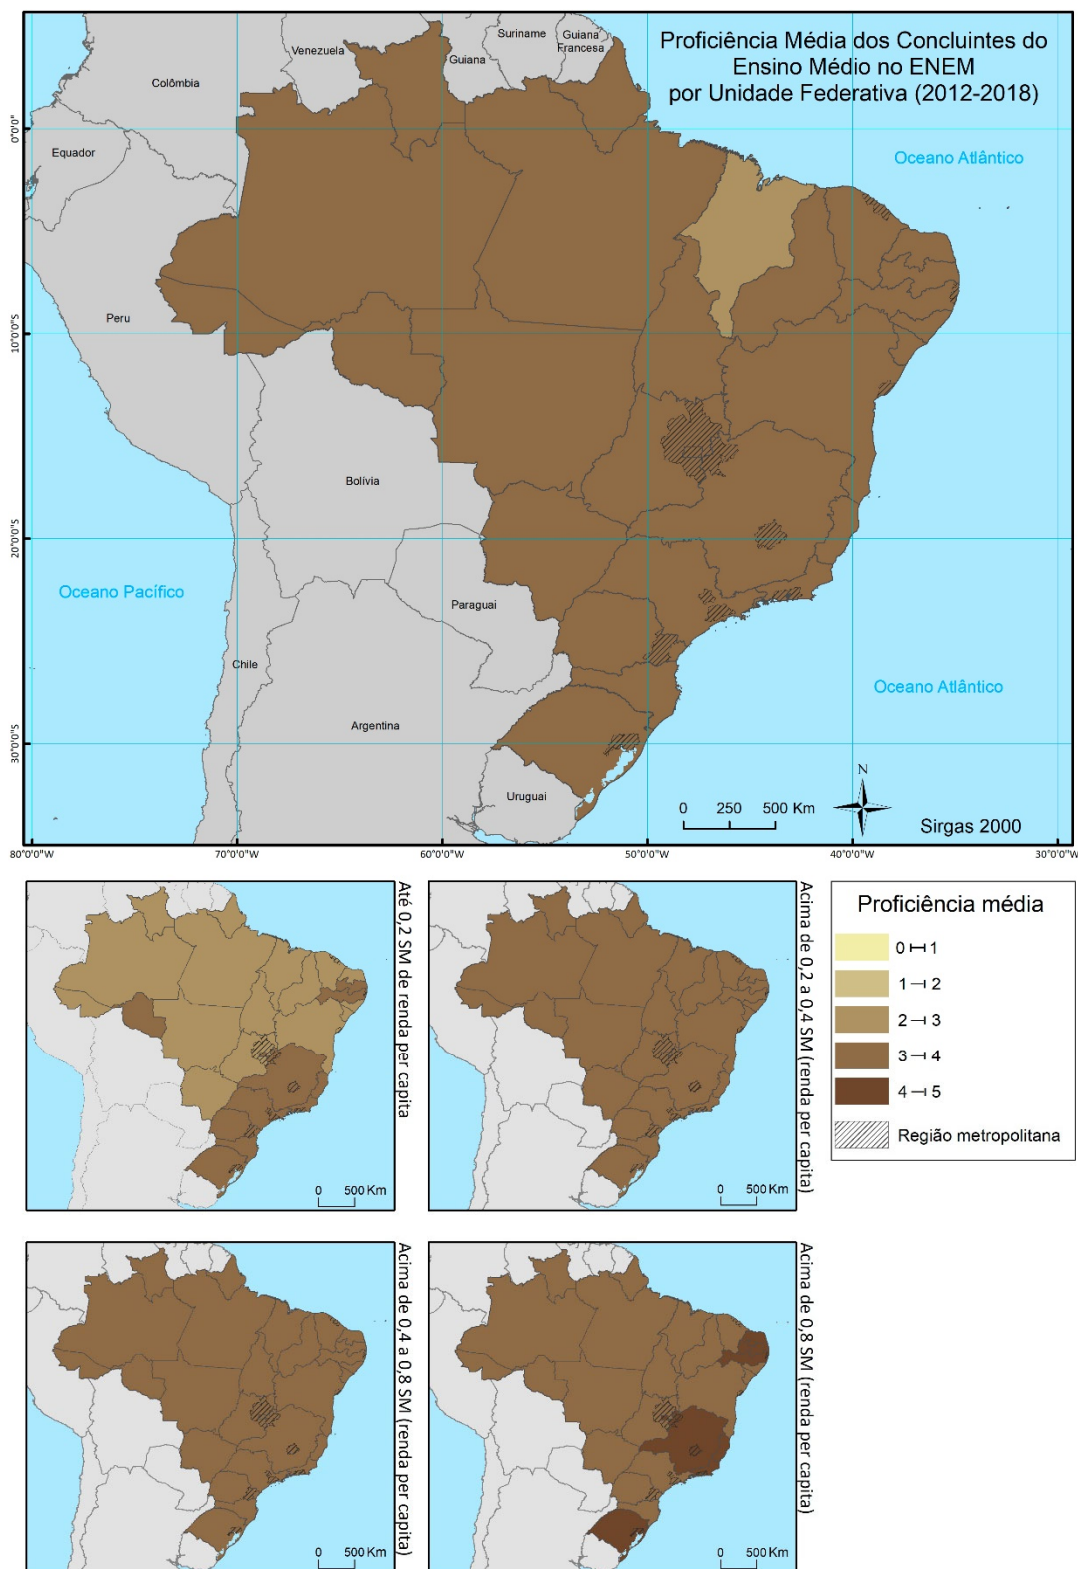 Proficiência Média dos Concluintes do
Ensino Médio no ENEM
por Unidade Federativa (2012-2018)
Venezuela
Suriname
Guiana
Francesa
Guiana
Colômbia
Equador
Oceano Atlântico
Peru
Bolívia
Oceano Pacífico
Paraguai
Chile
Argentina
Oceano Atlântico
Uruguai
N
0 250 500 Km
Sirgas 2000
0°0'0"
10°0'0"S
20°0'0"S
30°0'0"S
80°0'0"W
70°0'0"W
60°0'0"W
50°0'0"W
40°0'0"W
30°0'0"W
Até 0,2 SM de renda per capita
0 500 Km
Acima de 0,2 a 0,4 SM (renda per capita)
0 500 Km
Proficiência média
0 1
1 2
2 3
3 4
4 5
Região metropolitana
Acima de 0,4 a 0,8 SM (renda per capita)
0 500 Km
Acima de 0,8 SM (renda per capita)
0 500 Km